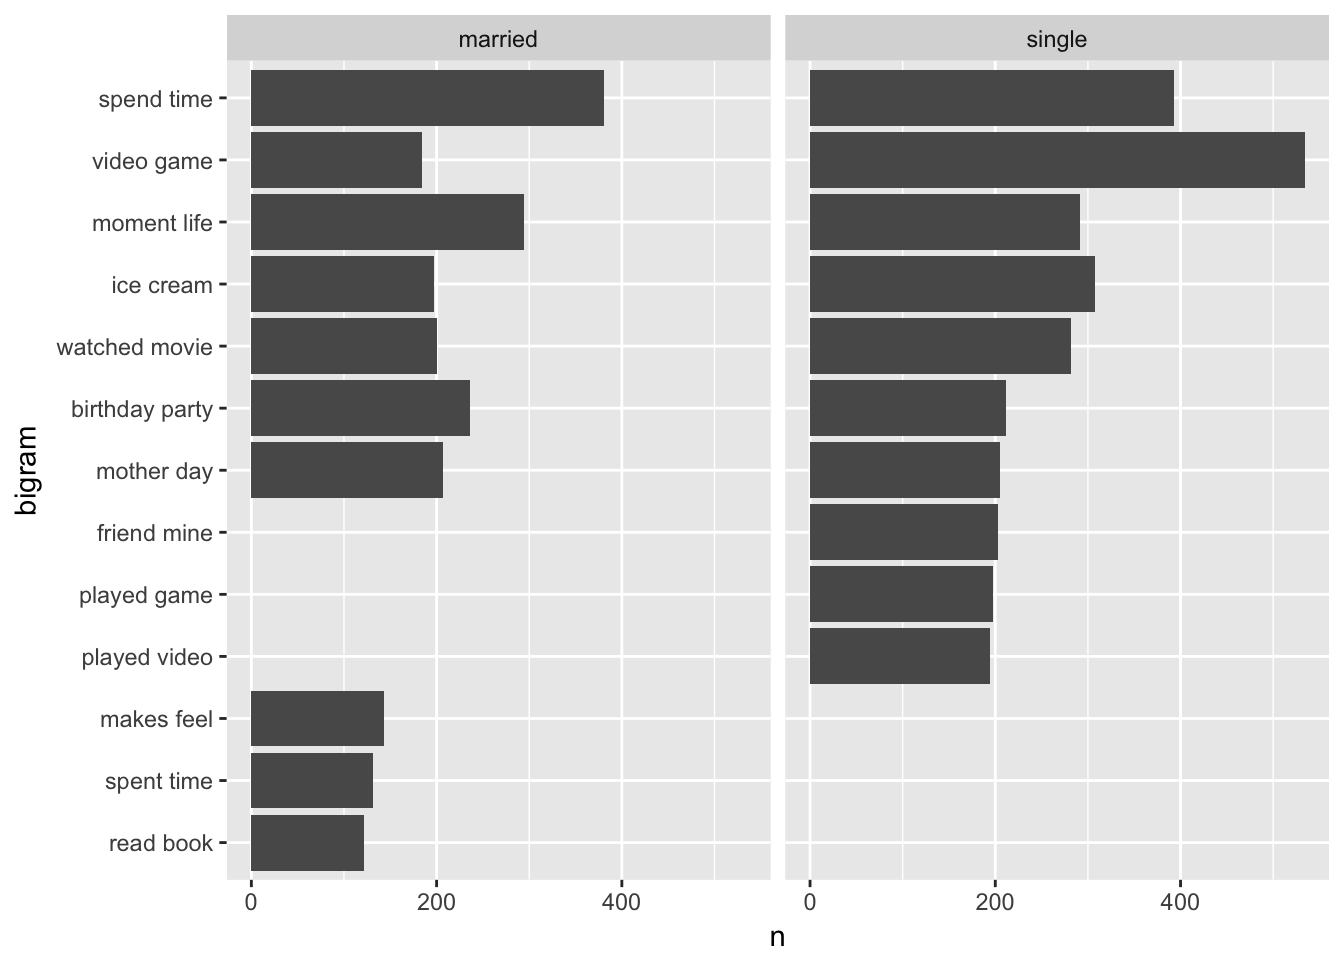 married
single
spend time
video game
moment life
ice cream
watched movie
birthday party
mother day
friend mine
played game
played video
makes feel
spent time
read book
bigram
0 200 400
0 200 400
n